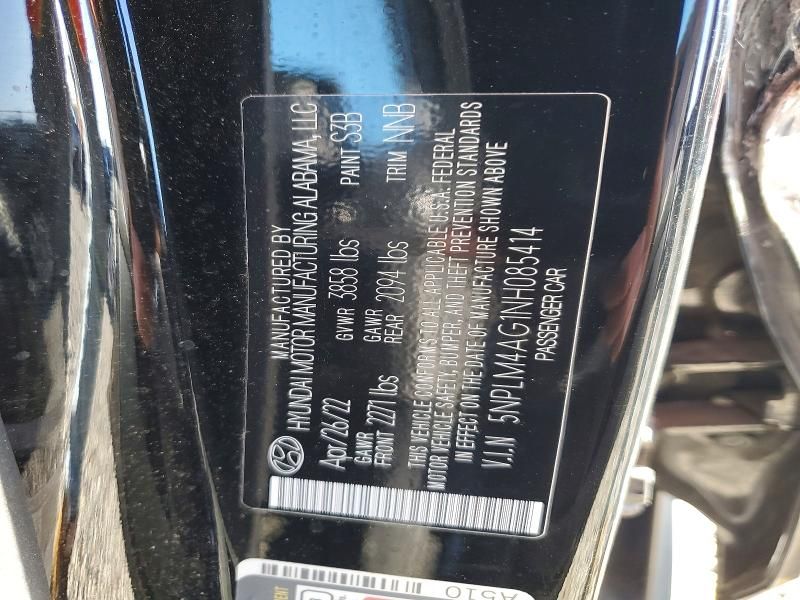 MANUFACTURED BY
HYUNDAI MOTOR MANUFACTURING ALABAMA, LLC
Apr/26/22 GVWR 3858 lbs PAINT S3B
GAWR FRONT 2271 lbs GAWR REAR 2094 lbs TRIM NNB
THIS VEHICLE CONFORMS TO ALL APPLICABLE U.S.A. FEDERAL
MOTOR VEHICLE SAFETY, BUMPER, AND THEFT PREVENTION STANDARDS
IN EFFECT ON THE DATE OF MANUFACTURE SHOWN ABOVE
V.I.N 5NPLM4AG1NH085414
PASSENGER CAR
A510